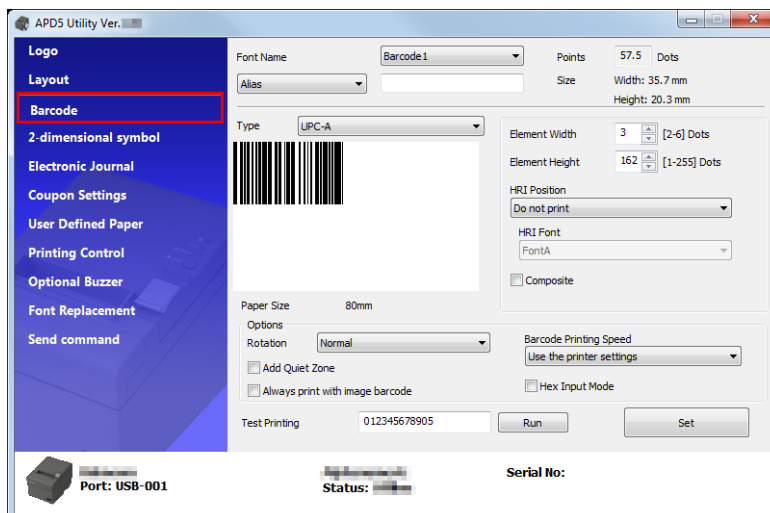 APD5 Utility Ver.
Logo
Layout
Barcode
2-dimensional symbol
Electronic Journal
Coupon Settings
User Defined Paper
Printing Control
Optional Buzzer
Font Replacement
Send command
Font Name Barcode1 Points 57.5 Dots
Alias Size Width: 35.7 mm
Height: 20.3 mm
Type UPC-A
Element Width 3 [2-6] Dots
Element Height 162 [1-255] Dots
HRI Position
Do not print
HRI Font
FontA
Composite
Paper Size 80mm
Options
Rotation Normal
Add Quiet Zone
Always print with image barcode
Barcode Printing Speed
Use the printer settings
Hex Input Mode
Test Printing 012345678905 Run Set
Port: USB-001
Status:
Serial No: